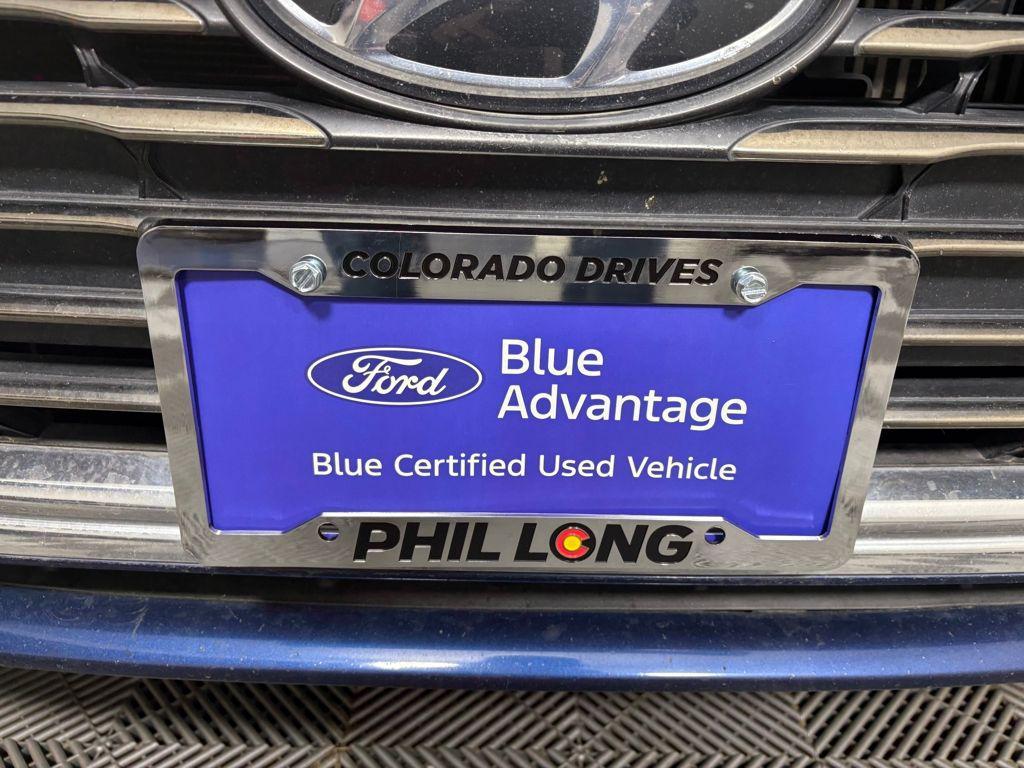 COLORADO DRIVES
Ford
Blue
Advantage
Blue Certified Used Vehicle
PHIL LONG